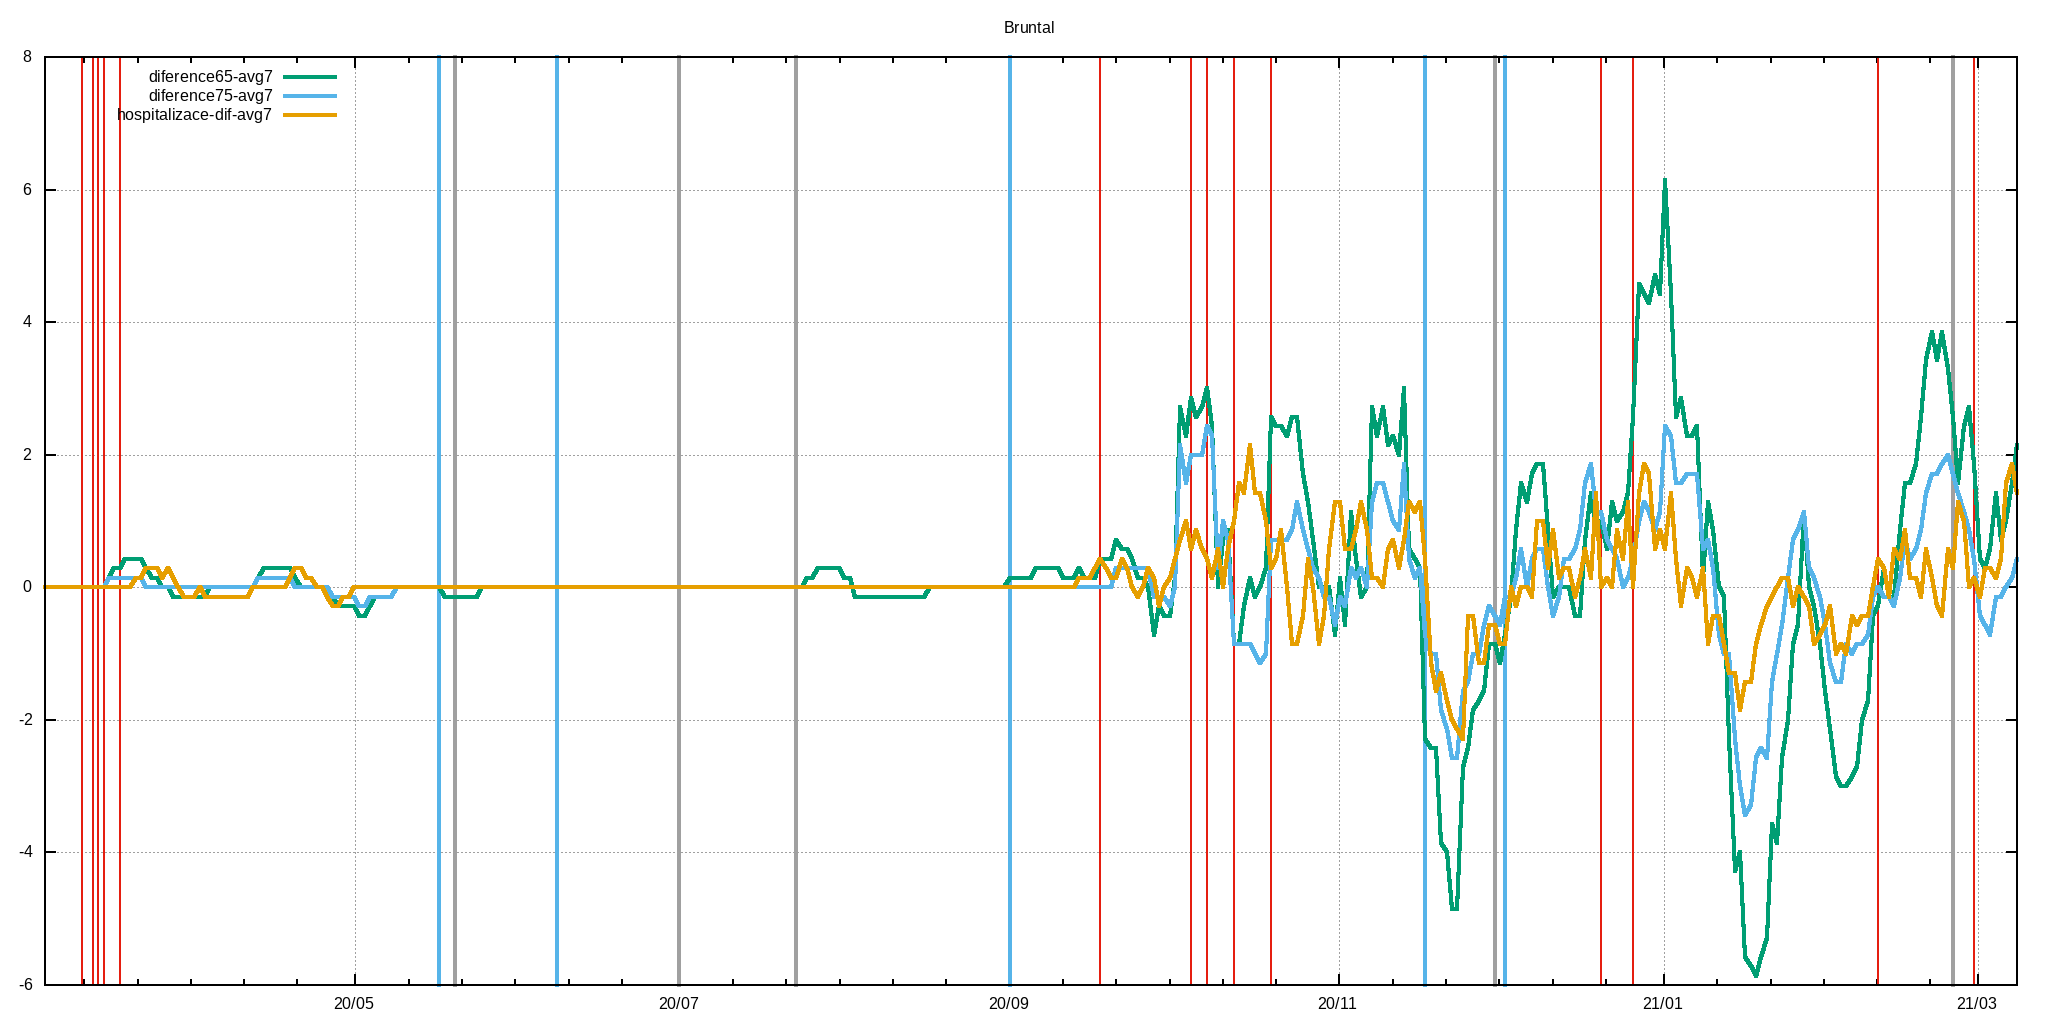 Bruntal
8
diference65-avg7
diference75-avg7
hospitalizace-dif-avg7
6
4
2
0
-2
-4
-6
20/05 20/07 20/09 20/11 21/01 21/03